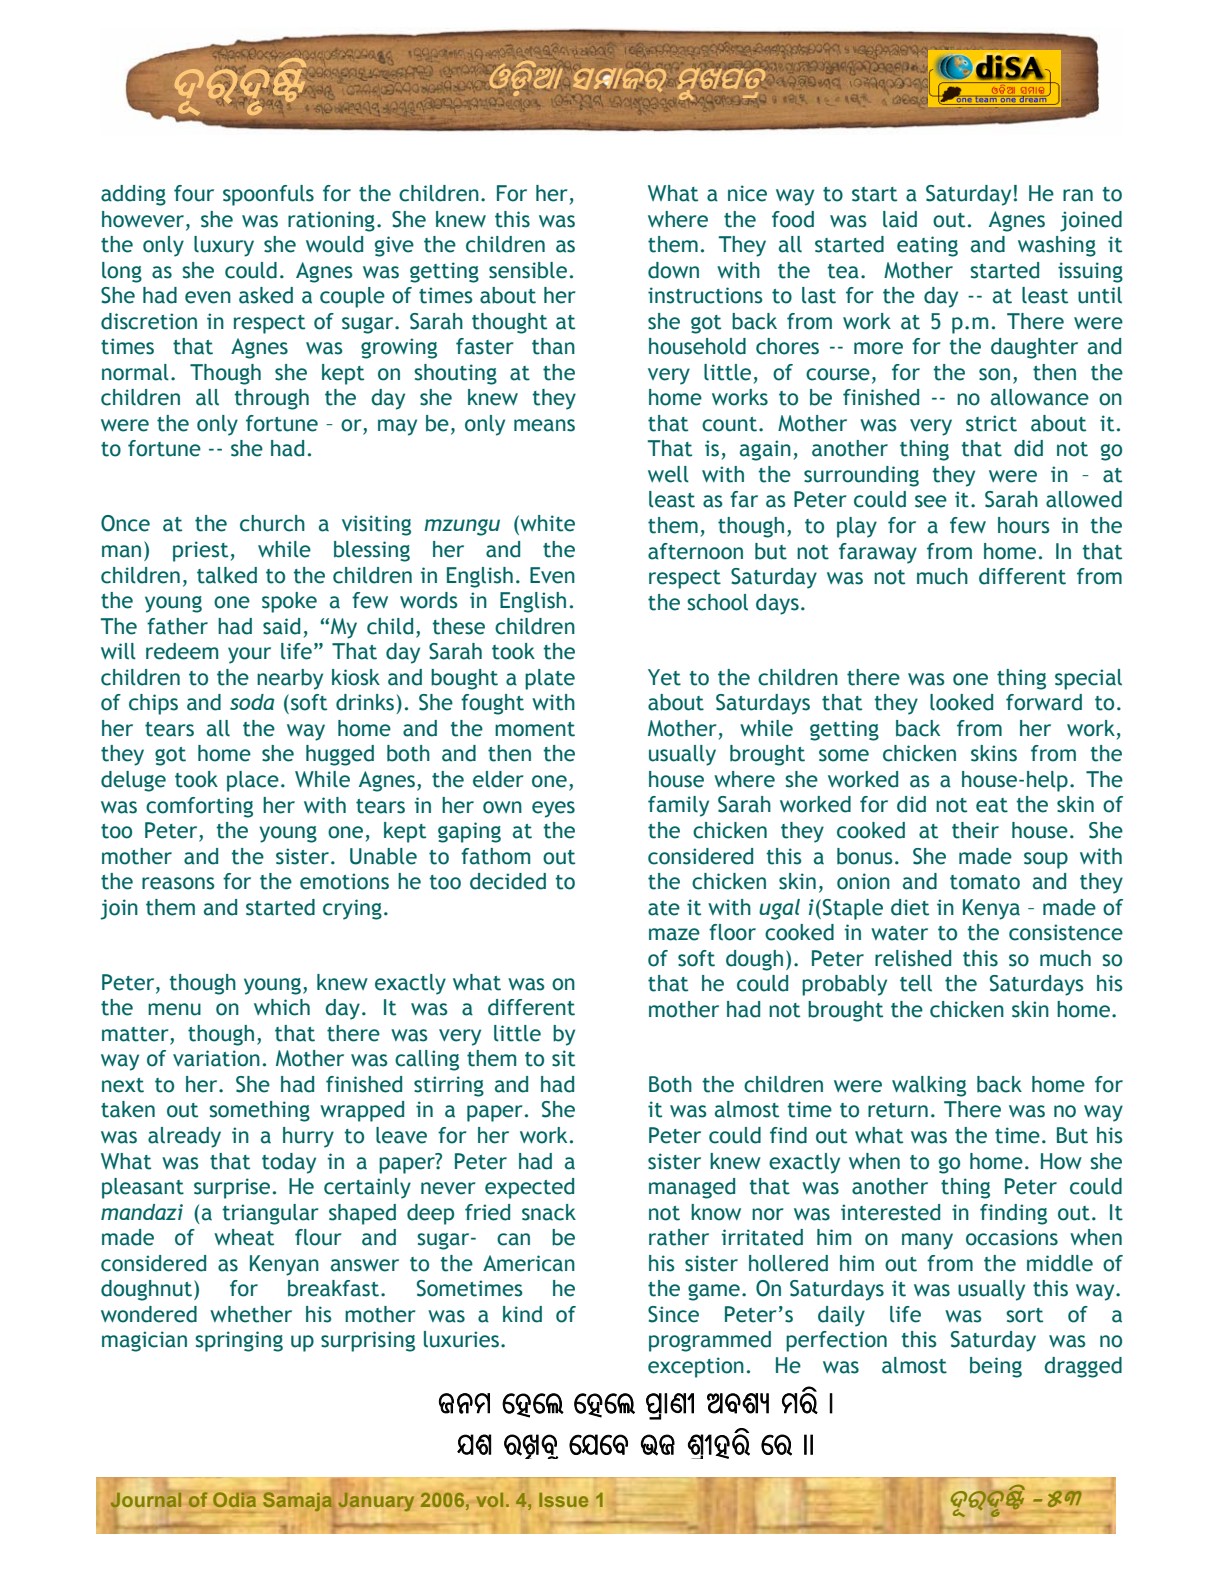 ଦୂରଦୃଷ୍ଟି
ଓଡ଼ିଆ ସମାଜର ମୁଖପତ୍ର
diSA
ଓଡ଼ିଆ ସମାଜ
one team one dream
adding four spoonfuls for the children. For her,
however, she was rationing. She knew this was
the only luxury she would give the children as
long as she could. Agnes was getting sensible.
She had even asked a couple of times about her
discretion in respect of sugar. Sarah thought at
times that Agnes was growing faster than
normal. Though she kept on shouting at the
children all through the day she knew they
were the only fortune – or, may be, only means
to fortune -- she had.
Once at the church a visiting mzungu (white
man) priest, while blessing her and the
children, talked to the children in English. Even
the young one spoke a few words in English.
The father had said, “My child, these children
will redeem your life” That day Sarah took the
children to the nearby kiosk and bought a plate
of chips and soda (soft drinks). She fought with
her tears all the way home and the moment
they got home she hugged both and then the
deluge took place. While Agnes, the elder one,
was comforting her with tears in her own eyes
too Peter, the young one, kept gaping at the
mother and the sister. Unable to fathom out
the reasons for the emotions he too decided to
join them and started crying.
Peter, though young, knew exactly what was on
the menu on which day. It was a different
matter, though, that there was very little by
way of variation. Mother was calling them to sit
next to her. She had finished stirring and had
taken out something wrapped in a paper. She
was already in a hurry to leave for her work.
What was that today in a paper? Peter had a
pleasant surprise. He certainly never expected
mandazi (a triangular shaped deep fried snack
made of wheat flour and sugar- can be
considered as Kenyan answer to the American
doughnut) for breakfast. Sometimes he
wondered whether his mother was a kind of
magician springing up surprising luxuries.
What a nice way to start a Saturday! He ran to
where the food was laid out. Agnes joined
them. They all started eating and washing it
down with the tea. Mother started issuing
instructions to last for the day -- at least until
she got back from work at 5 p.m. There were
household chores -- more for the daughter and
very little, of course, for the son, then the
home works to be finished -- no allowance on
that count. Mother was very strict about it.
That is, again, another thing that did not go
well with the surrounding they were in – at
least as far as Peter could see it. Sarah allowed
them, though, to play for a few hours in the
afternoon but not faraway from home. In that
respect Saturday was not much different from
the school days.
Yet to the children there was one thing special
about Saturdays that they looked forward to.
Mother, while getting back from her work,
usually brought some chicken skins from the
house where she worked as a house-help. The
family Sarah worked for did not eat the skin of
the chicken they cooked at their house. She
considered this a bonus. She made soup with
the chicken skin, onion and tomato and they
ate it with ugal i(Staple diet in Kenya – made of
maze floor cooked in water to the consistence
of soft dough). Peter relished this so much so
that he could probably tell the Saturdays his
mother had not brought the chicken skin home.
Both the children were walking back home for
it was almost time to return. There was no way
Peter could find out what was the time. But his
sister knew exactly when to go home. How she
managed that was another thing Peter could
not know nor was interested in finding out. It
rather irritated him on many occasions when
his sister hollered him out from the middle of
the game. On Saturdays it was usually this way.
Since Peter’s daily life was sort of a
programmed perfection this Saturday was no
exception. He was almost being dragged
ଜନମ ହେଲେ ହେଲେ ପ୍ରାଣୀ ଅବଶ୍ୟ ମରି ।
ଯଶ ରଖିବୁ ଯେବେ ଭଜ ଶ୍ରୀହରି ରେ ॥
Journal of Odia Samaja January 2006, vol. 4, Issue 1
ଦୂରଦୃଷ୍ଟି – ୫୩